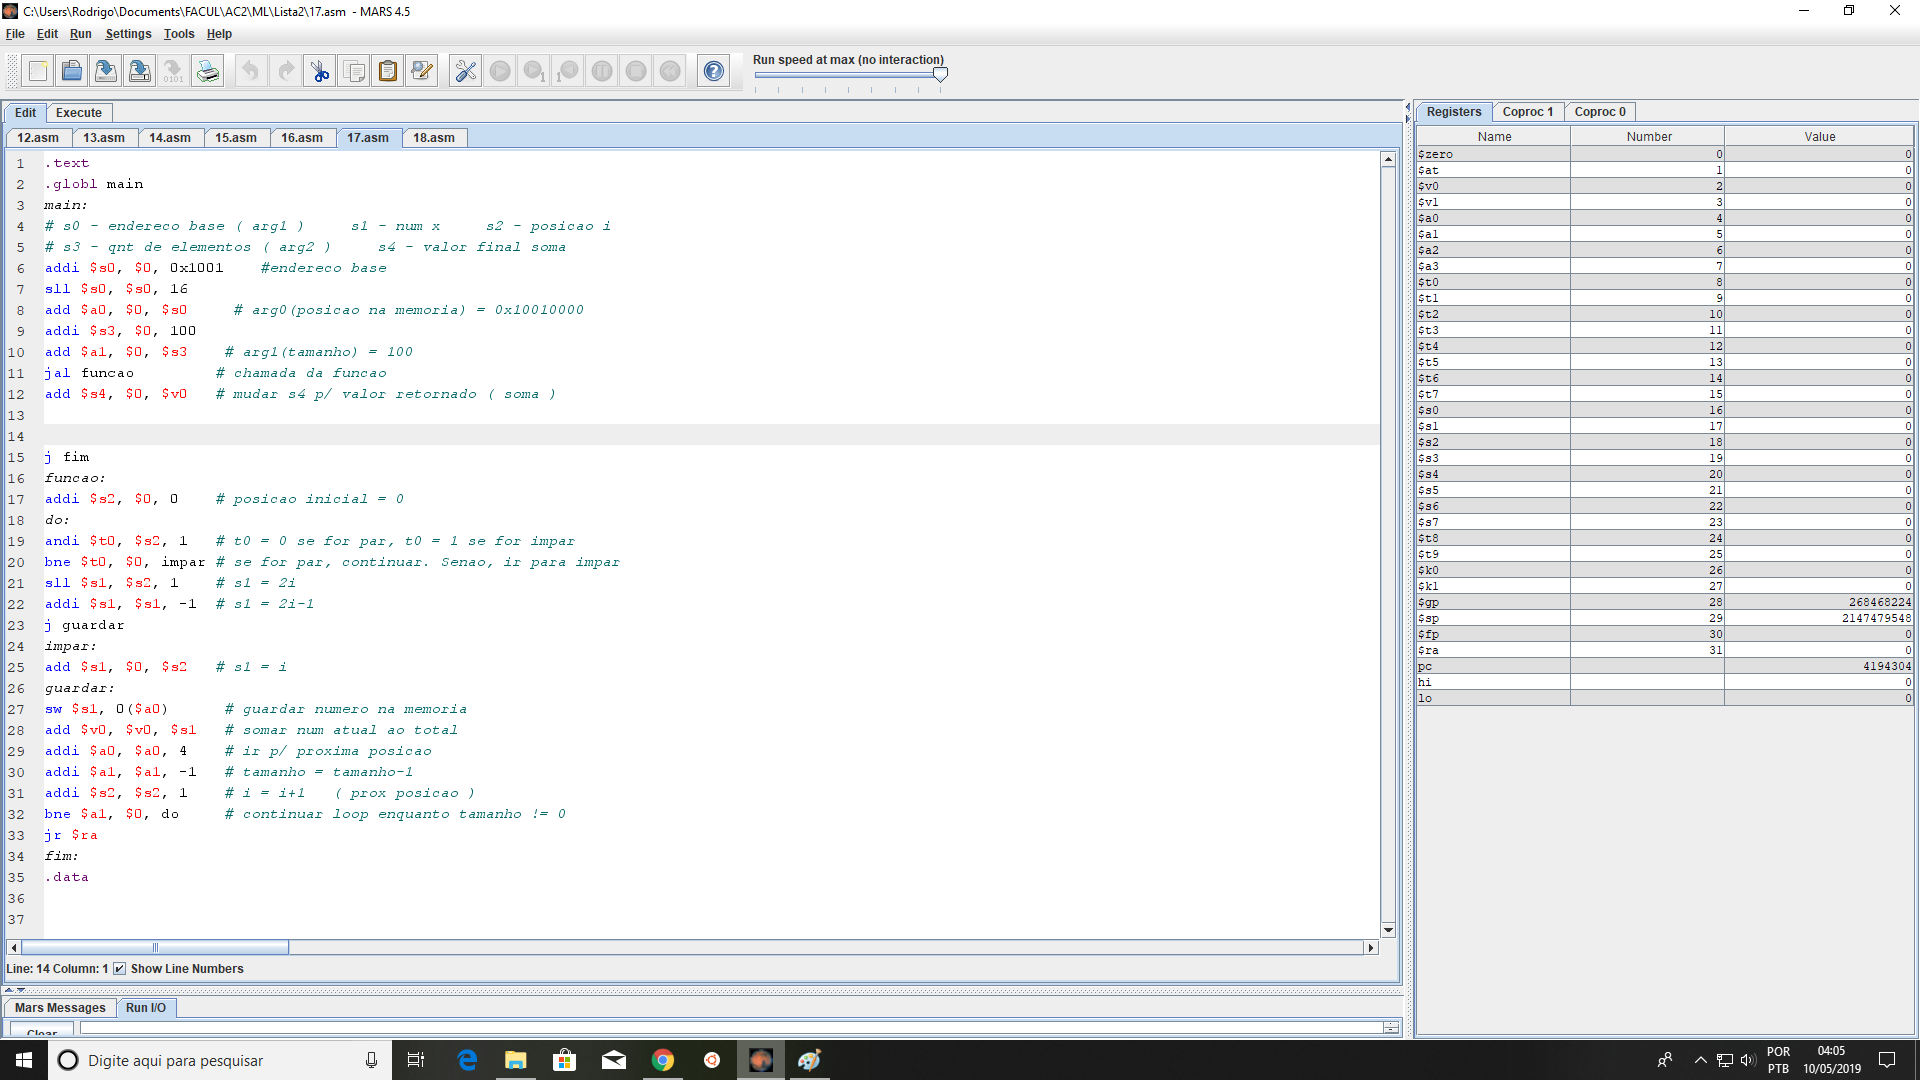 C:\Users\Rodrigo\Documents\FACUL\AC2\ML\Lista2\17.asm - MARS 4.5
File Edit Run Settings Tools Help
Run speed at max (no interaction)
Edit Execute
12.asm 13.asm 14.asm 15.asm 16.asm 17.asm 18.asm
1 .text
2 .globl main
3 main:
4 # s0 - endereco base ( arg1 ) s1 - num x s2 - posicao i
5 # s3 - qnt de elementos ( arg2 ) s4 - valor final soma
6 addi $s0, $0, 0x1001 #endereco base
7 sll $s0, $s0, 16
8 add $a0, $0, $s0 # arg0(posicao na memoria) = 0x10010000
9 addi $s3, $0, 100
10 add $a1, $0, $s3 # arg1(tamanho) = 100
11 jal funcao # chamada da funcao
12 add $s4, $0, $v0 # mudar s4 p/ valor retornado ( soma )
13
14
15 j fim
16 funcao:
17 addi $s2, $0, 0 # posicao inicial = 0
18 do:
19 andi $t0, $s2, 1 # t0 = 0 se for par, t0 = 1 se for impar
20 bne $t0, $0, impar # se for par, continuar. Senao, ir para impar
21 sll $s1, $s2, 1 # s1 = 2i
22 addi $s1, $s1, -1 # s1 = 2i-1
23 j guardar
24 impar:
25 add $s1, $0, $s2 # s1 = i
26 guardar:
27 sw $s1, 0($a0) # guardar numero na memoria
28 add $v0, $v0, $s1 # somar num atual ao total
29 addi $a0, $a0, 4 # ir p/ proxima posicao
30 addi $a1, $a1, -1 # tamanho = tamanho-1
31 addi $s2, $s2, 1 # i = i+1 ( prox posicao )
32 bne $a1, $0, do # continuar loop enquanto tamanho != 0
33 jr $ra
34 fim:
35 .data
36
37
Line: 14 Column: 1 Show Line Numbers
Mars Messages Run I/O
Clear
Registers Coproc 1 Coproc 0
Name Number Value
$zero 0 0
$at 1 0
$v0 2 0
$v1 3 0
$a0 4 0
$a1 5 0
$a2 6 0
$a3 7 0
$t0 8 0
$t1 9 0
$t2 10 0
$t3 11 0
$t4 12 0
$t5 13 0
$t6 14 0
$t7 15 0
$s0 16 0
$s1 17 0
$s2 18 0
$s3 19 0
$s4 20 0
$s5 21 0
$s6 22 0
$s7 23 0
$t8 24 0
$t9 25 0
$k0 26 0
$k1 27 0
$gp 28 268468224
$sp 29 2147479548
$fp 30 0
$ra 31 0
pc 4194304
hi 0
lo 0
Digite aqui para pesquisar
POR
PTB
04:05
10/05/2019